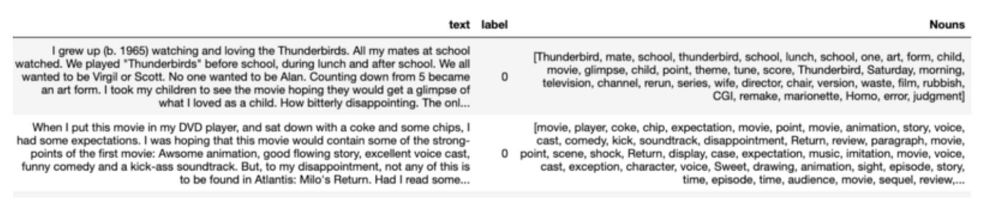 text label Nouns
I grew up (b. 1965) watching and loving the Thunderbirds. All my mates at school
watched. We played "Thunderbirds" before school, during lunch and after school. We all
wanted to be Virgil or Scott. No one wanted to be Alan. Counting down from 5 became
an art form. I took my children to see the movie hoping they would get a glimpse of
what I loved as a child. How bitterly disappointing. The onl...
0
[Thunderbird, mate, school, thunderbird, school, lunch, school, one, art, form, child,
movie, glimpse, child, point, theme, tune, score, Thunderbird, Saturday, morning,
television, channel, rerun, series, wife, director, chair, version, waste, film, rubbish,
CGI, remake, marionette, Homo, error, judgment]
When I put this movie in my DVD player, and sat down with a coke and some chips, I
had some expectations. I was hoping that this movie would contain some of the strong-
points of the first movie: Awsome animation, good flowing story, excellent voice cast,
funny comedy and a kick-ass soundtrack. But, to my disappointment, not any of this is
to be found in Atlantis: Milo's Return. Had I read some...
0
[movie, player, coke, chip, expectation, movie, point, movie, animation, story, voice,
cast, comedy, kick, soundtrack, disappointment, Return, review, paragraph, movie,
point, scene, shock, Return, display, case, expectation, music, imitation, movie, voice,
cast, exception, character, voice, Sweet, drawing, animation, sight, episode, story,
time, episode, time, audience, movie, sequel, review,...